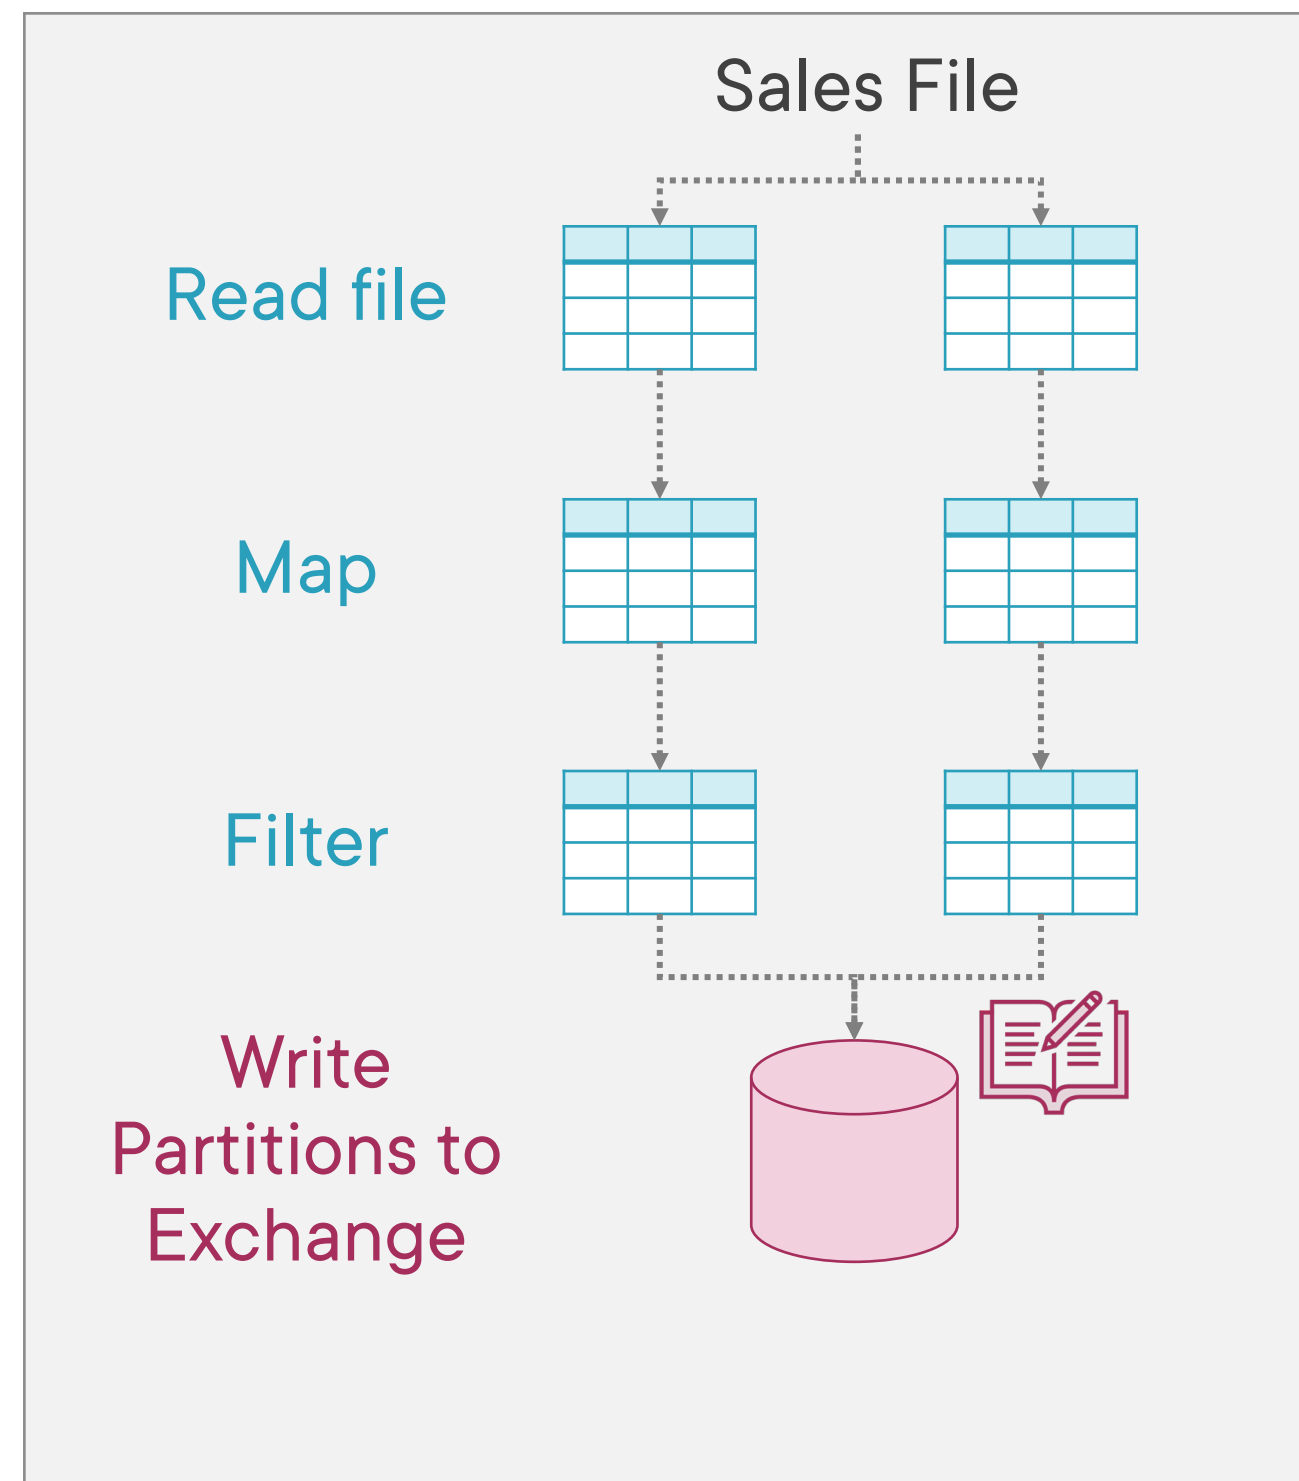 Sales File
Read file
Map
Filter
Write
Partitions to
Exchange